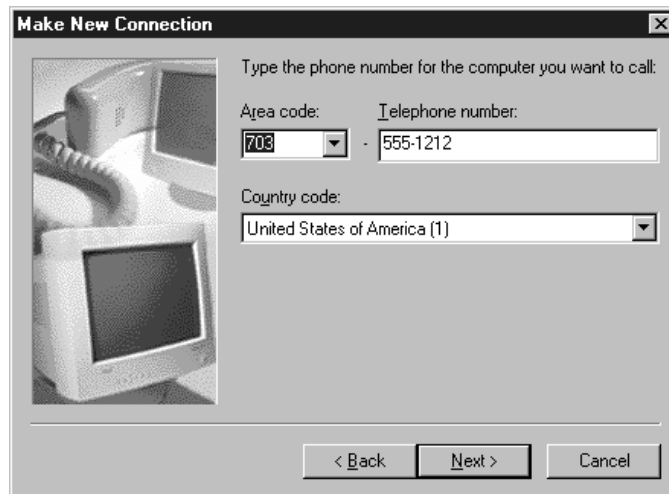 Make New Connection
Type the phone number for the computer you want to call:
Area code: Telephone number:
703 - 555-1212
Country code:
United States of America (1)
< Back Next > Cancel